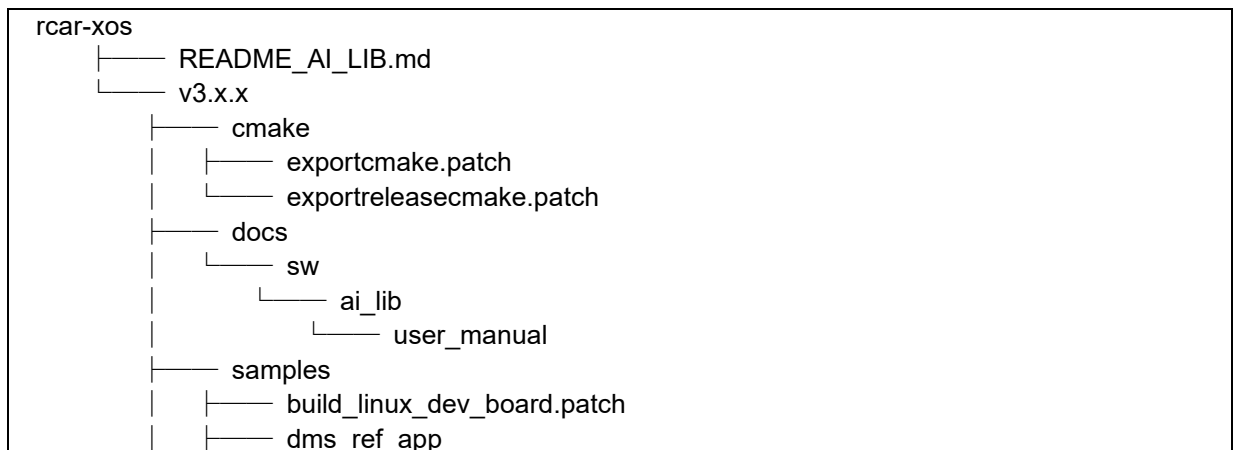 rcar-xos
├── README_AI_LIB.md
└── v3.x.x
├── cmake
│ ├── exportcmake.patch
│ └── exportreleasecmake.patch
├── docs
│ └── sw
│ └── ai_lib
│ └── user_manual
├── samples
│ ├── build_linux_dev_board.patch
│ ├── dms_ref_app